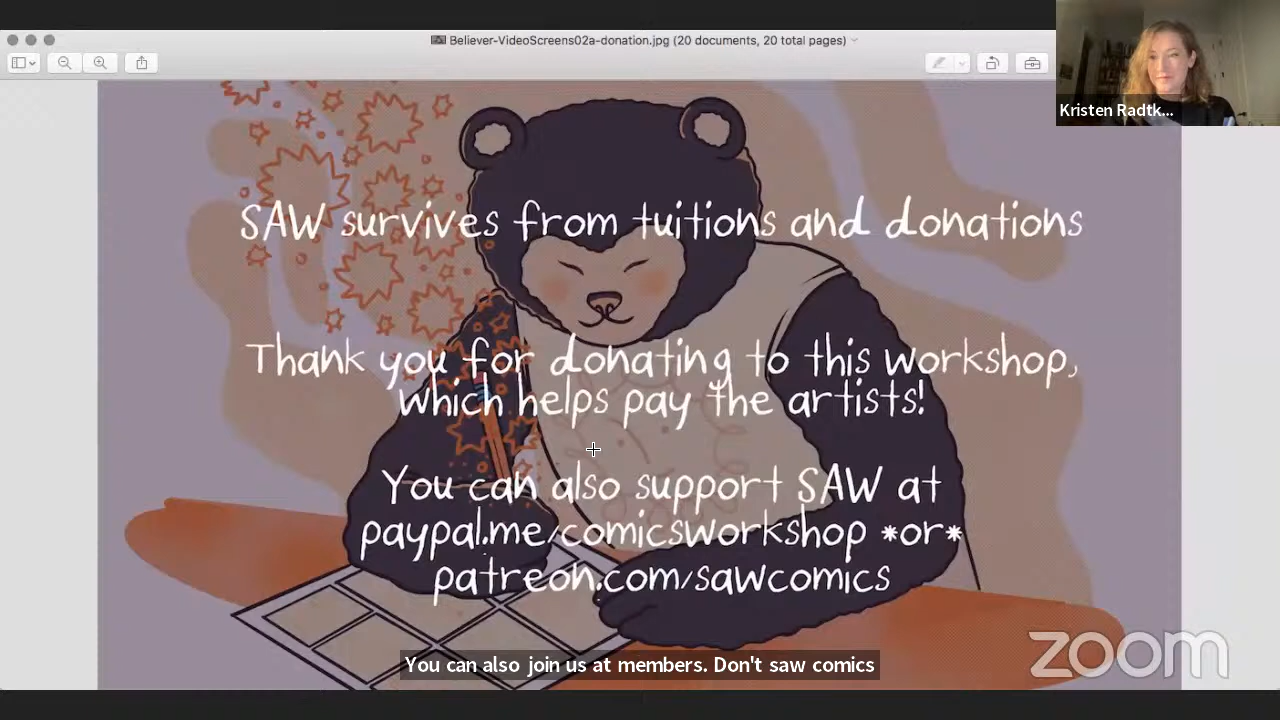 Believer-VideoScreens02a-donation.jpg (20 documents, 20 total pages)
Kristen Radtk...
SAW survives from tuitions and donations
Thank you for donating to this workshop,
which helps pay the artists!
You can also support SAW at
paypal.me/comicsworkshop *or*
patreon.com/sawcomics
You can also join us at members. Don't saw comics
zoom